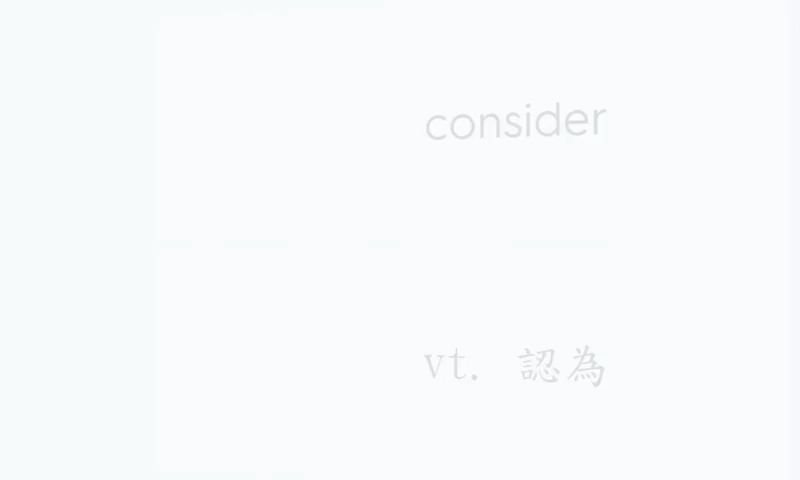 consider
vt. 認為